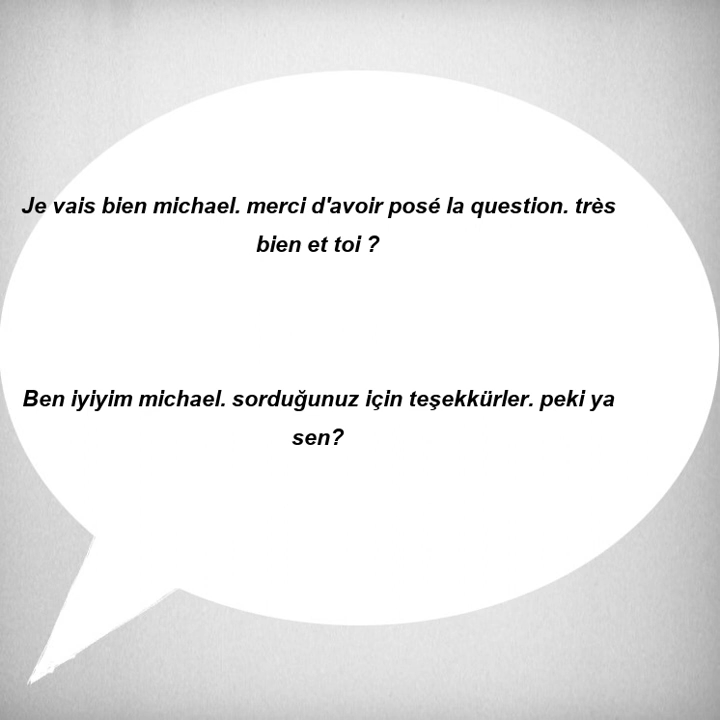 Je vais bien michael. merci d'avoir posé la question. très
bien et toi ?
Ben iyiyim michael. sorduğunuz için teşekkürler. peki ya
sen?